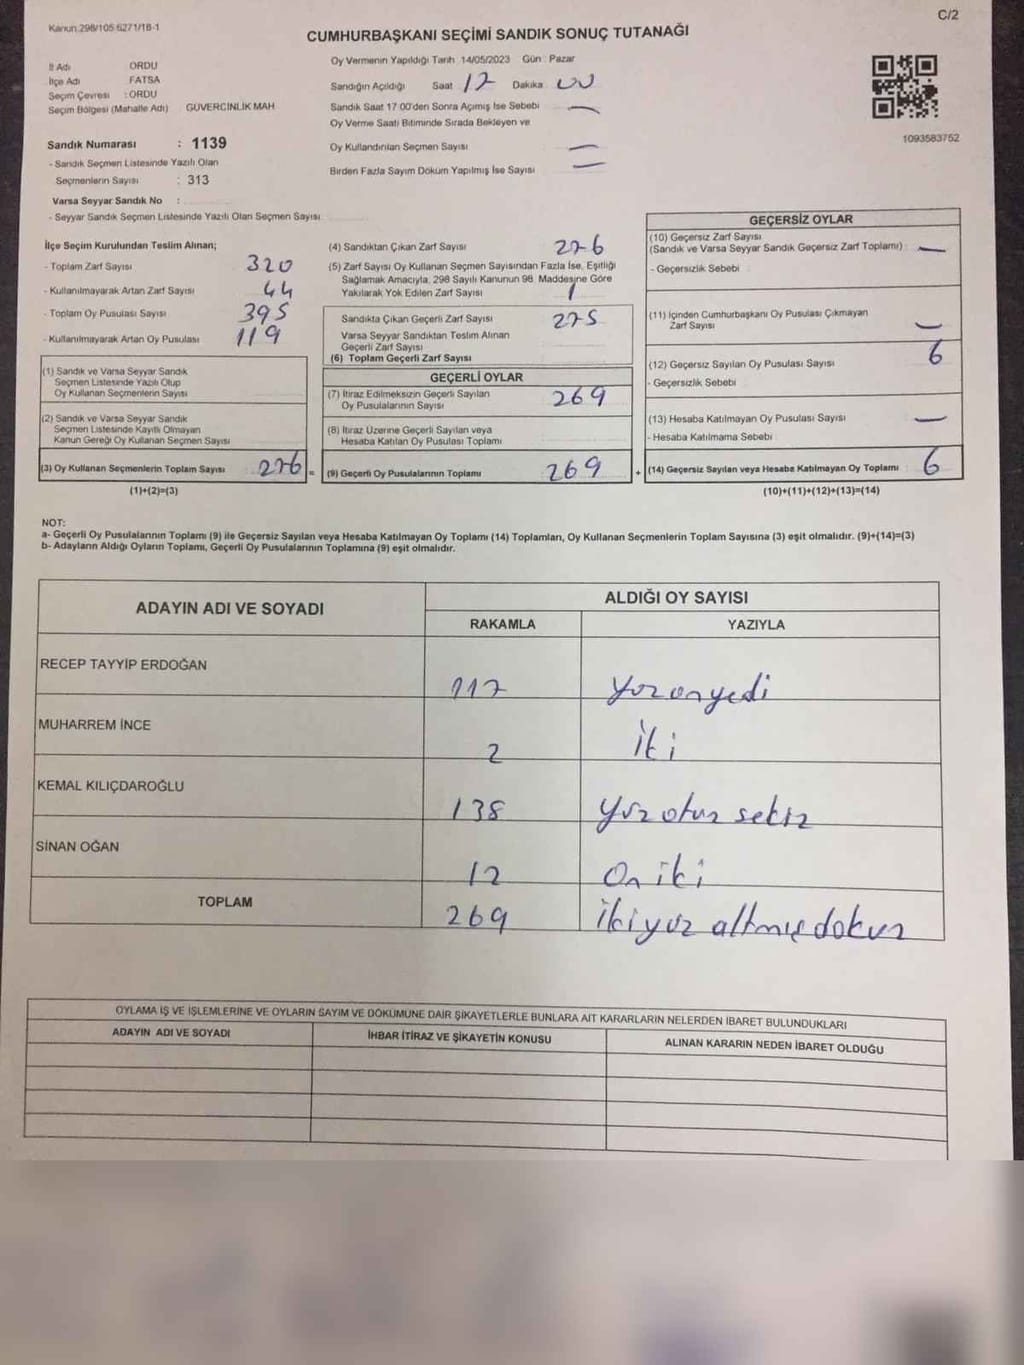 Kanun 298/105 6271/18-1
C/2
CUMHURBAŞKANI SEÇİMİ SANDIK SONUÇ TUTANAĞI
İl Adı ORDU
İlçe Adı FATSA
Seçim Çevresi : ORDU
Seçim Bölgesi (Mahalle Adı) GÜVERCİNLİK MAH
Sandık Numarası : 1139
- Sandık Seçmen Listesinde Yazılı Olan
Seçmenlerin Sayısı : 313
Varsa Seyyar Sandık No :
- Seyyar Sandık Seçmen Listesinde Yazılı Olan Seçmen Sayısı
Oy Vermenin Yapıldığı Tarih 14/05/2023 Gün : Pazar
Sandığın Açıldığı Saat 17 Dakika 00
Sandık Saat 17 00'den Sonra Açımış İse Sebebi —
Oy Verme Saati Bitiminde Sırada Bekleyen ve
Oy Kullandırılan Seçmen Sayısı —
Birden Fazla Sayım Döküm Yapılmış İse Sayısı —
1093583752
İlçe Seçim Kurulundan Teslim Alınan;
- Toplam Zarf Sayısı 320
- Kullanılmayarak Artan Zarf Sayısı 44
- Toplam Oy Pusulası Sayısı 395
- Kullanılmayarak Artan Oy Pusulası 119
(1) Sandık ve Varsa Seyyar Sandık
Seçmen Listesinde Yazılı Olup
Oy Kullanan Seçmenlerin Sayısı
(2) Sandık ve Varsa Seyyar Sandık
Seçmen Listesinde Kayıtlı Olmayan
Kanun Gereği Oy Kullanan Seçmen Sayısı
(3) Oy Kullanan Seçmenlerin Toplam Sayısı 276 =
(1)+(2)=(3)
(4) Sandıktan Çıkan Zarf Sayısı 276
(5) Zarf Sayısı Oy Kullanan Seçmen Sayısından Fazla İse, Eşitliği
Sağlamak Amacıyla, 298 Sayılı Kanunun 98. Maddesine Göre
Yakılarak Yok Edilen Zarf Sayısı 1
Sandıkta Çıkan Geçerli Zarf Sayısı 275
Varsa Seyyar Sandıktan Teslim Alınan
Geçerli Zarf Sayısı
(6) Toplam Geçerli Zarf Sayısı
GEÇERLİ OYLAR
(7) İtiraz Edilmeksizin Geçerli Sayılan
Oy Pusulalarının Sayısı 269
(8) İtiraz Üzerine Geçerli Sayılan veya
Hesaba Katılan Oy Pusulası Toplamı
(9) Geçerli Oy Pusulalarının Toplamı 269 +
GEÇERSİZ OYLAR
(10) Geçersiz Zarf Sayısı
(Sandık ve Varsa Seyyar Sandık Geçersiz Zarf Toplamı) : —
- Geçersizlik Sebebi
(11) İçinden Cumhurbaşkanı Oy Pusulası Çıkmayan
Zarf Sayısı —
(12) Geçersiz Sayılan Oy Pusulası Sayısı 6
- Geçersizlik Sebebi
(13) Hesaba Katılmayan Oy Pusulası Sayısı —
- Hesaba Katılmama Sebebi
(14) Geçersiz Sayılan veya Hesaba Katılmayan Oy Toplamı 6
(10)+(11)+(12)+(13)=(14)
NOT:
a- Geçerli Oy Pusulalarının Toplamı (9) ile Geçersiz Sayılan veya Hesaba Katılmayan Oy Toplamı (14) Toplamları, Oy Kullanan Seçmenlerin Toplam Sayısına (3) eşit olmalıdır. (9)+(14)=(3)
b- Adayların Aldığı Oyların Toplamı, Geçerli Oy Pusulalarının Toplamına (9) eşit olmalıdır.
ADAYIN ADI VE SOYADI
ALDIĞI OY SAYISI
RAKAMLA YAZIYLA
RECEP TAYYİP ERDOĞAN 117 Yüzonyedi
MUHARREM İNCE 2 iki
KEMAL KILIÇDAROĞLU 138 yüz otuz sekiz
SİNAN OĞAN 12 On iki
TOPLAM 269 ikiyüz altmış dokuz
OYLAMA İŞ VE İŞLEMLERİNE VE OYLARIN SAYIM VE DÖKÜMÜNE DAİR ŞİKAYETLERLE BUNLARA AİT KARARLARIN NELERDEN İBARET BULUNDUKLARI
ADAYIN ADI VE SOYADI İHBAR İTİRAZ VE ŞİKAYETİN KONUSU ALINAN KARARIN NEDEN İBARET OLDUĞU